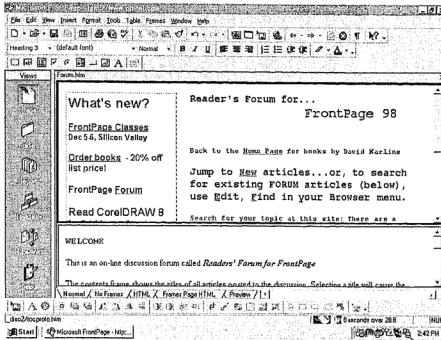 File Edit View Insert Format Tools Table Frames Window Help
Heading 3 (default font) Normal B I U
Views
Forum.htm
What's new?
FrontPage Classes
Dec 5-6, Silicon Valley
Order books - 20% off
list price!
FrontPage Forum
Read CorelDRAW 8
Reader's Forum for...
FrontPage 98
Back to the Home Page for books by David Karlins
Jump to New articles...or, to search
for existing FORUM articles (below),
use Edit, Find in your Browser menu.
Search for your topic at this site: there are a
WELCOME
This is an on-line discussion forum called Readers' Forum for FrontPage
The contents frame shows the titles of all articles posted to the discussion. Selecting a title will cause the
Normal No Frames HTML Frames Page HTML Preview
_disc2/tocproto.htm
8 seconds over 28.8
NUM
Start Microsoft FrontPage - http:...
2:42 PM